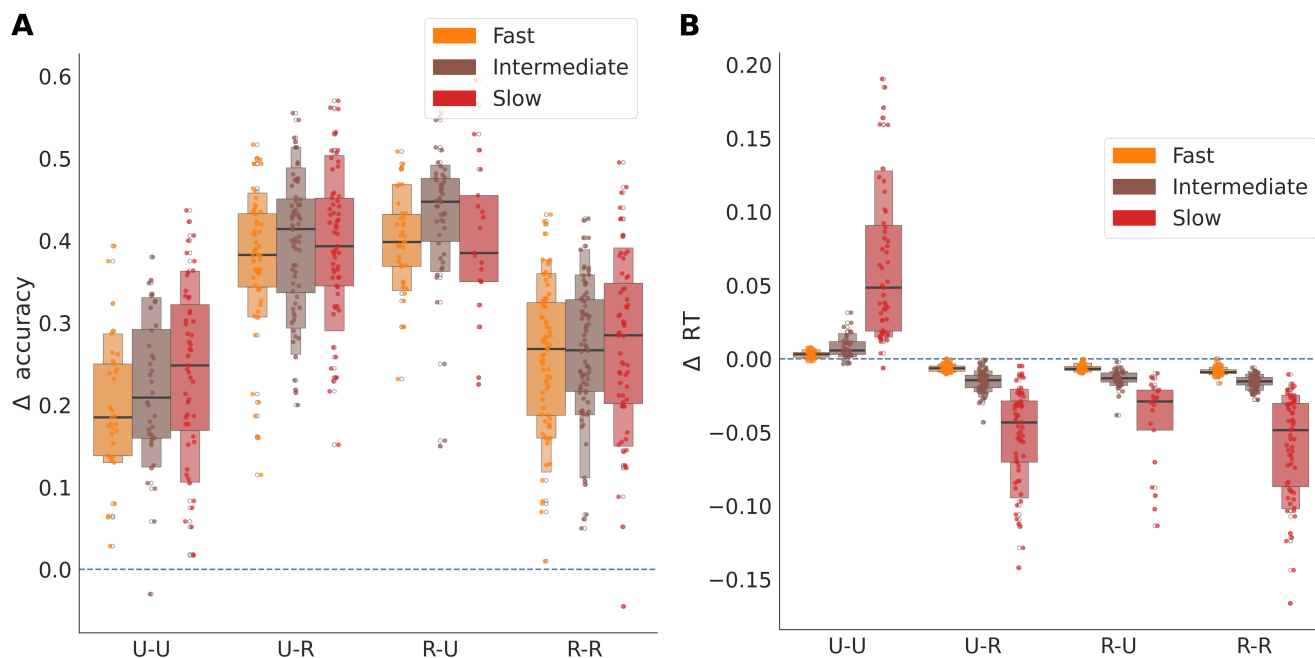 A
Fast
Intermediate
Slow
0.6
0.5
0.4
0.3
0.2
0.1
0.0
Δ accuracy
U-U
U-R
R-U
R-R
B
Fast
Intermediate
Slow
0.20
0.15
0.10
0.05
0.00
−0.05
−0.10
−0.15
Δ RT
U-U
U-R
R-U
R-R